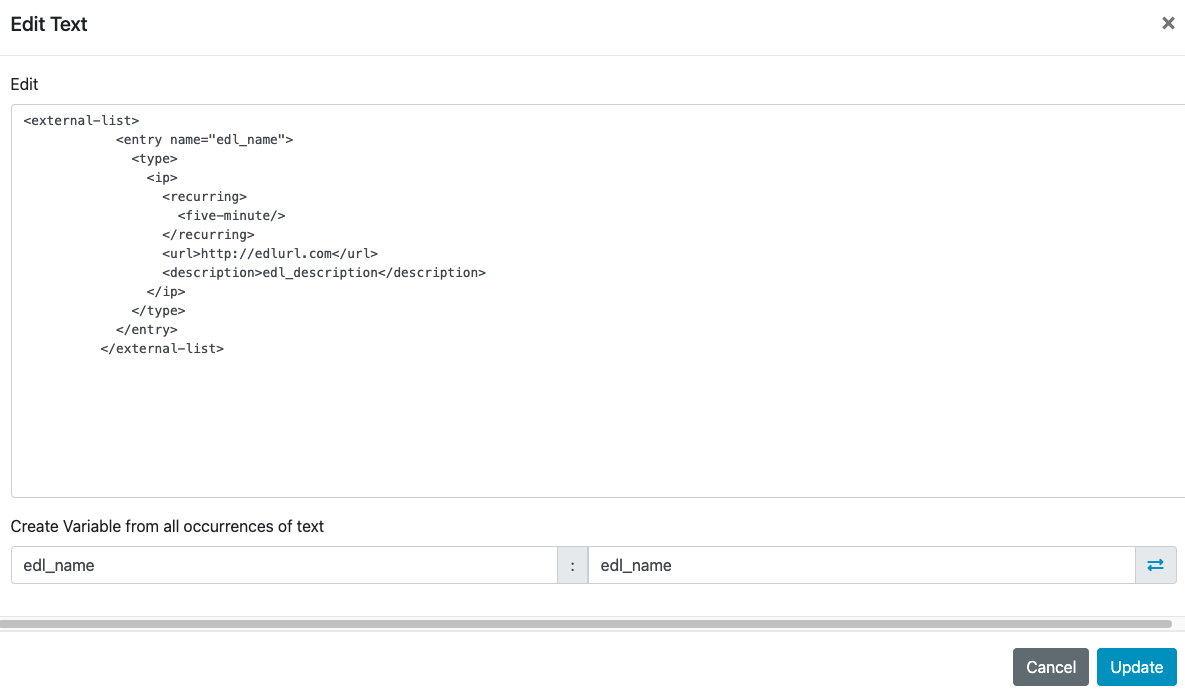 Edit Text
Edit
<external-list>
<entry name="edl_name">
<type>
<ip>
<recurring>
<five-minute/>
</recurring>
<url>http://edlurl.com</url>
<description>edl_description</description>
</ip>
</type>
</entry>
</external-list>
Create Variable from all occurrences of text
edl_name : edl_name
Cancel Update